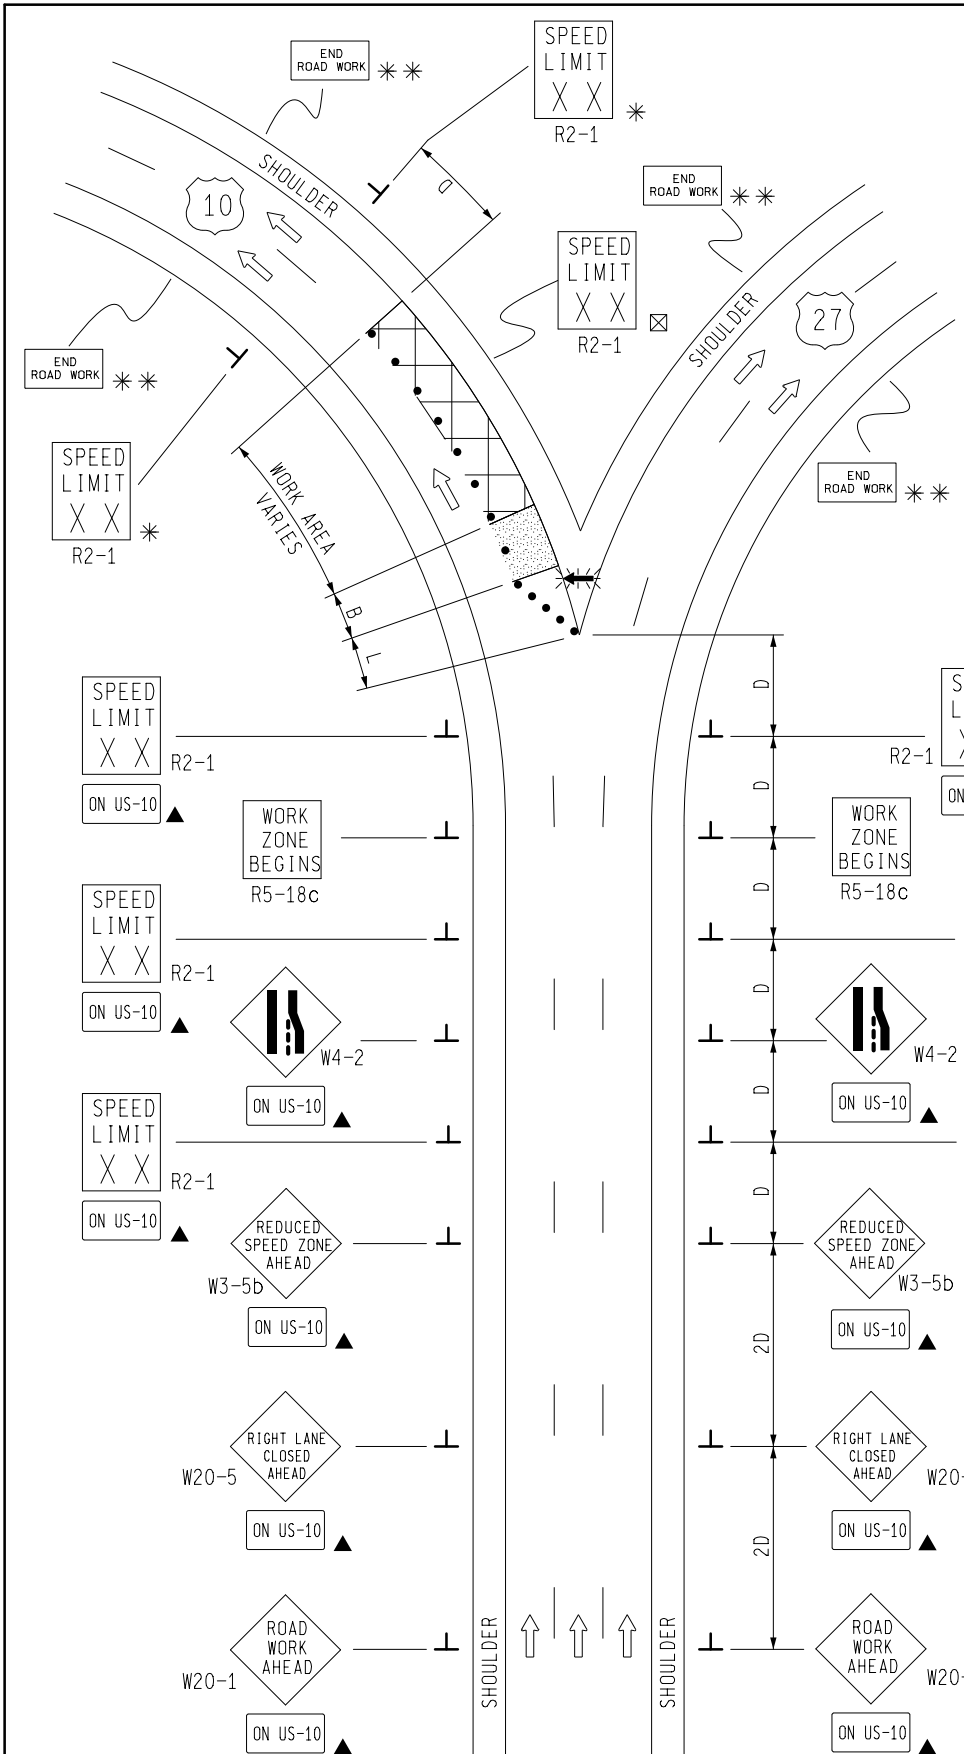 END
ROAD WORK
**
SPEED
LIMIT
X X
R2-1
*
SHOULDER
10
D
END
ROAD WORK
**
SPEED
LIMIT
X X
R2-1
SHOULDER
27
END
ROAD WORK
**
SPEED
LIMIT
X X
R2-1
*
WORK AREA
VARIES
END
ROAD WORK
**
B
L
SPEED
LIMIT
X X
R2-1
ON US-10
D
R2-1
S
L
X
ON
D
WORK
ZONE
BEGINS
R5-18c
WORK
ZONE
BEGINS
R5-18c
D
SPEED
LIMIT
X X
R2-1
ON US-10
D
W4-2
ON US-10
W4-2
ON US-10
D
SPEED
LIMIT
X X
R2-1
ON US-10
D
REDUCED
SPEED ZONE
AHEAD
W3-5b
ON US-10
REDUCED
SPEED ZONE
AHEAD
W3-5b
ON US-10
2D
RIGHT LANE
CLOSED
AHEAD
W20-5
ON US-10
RIGHT LANE
CLOSED
AHEAD
W20-
ON US-10
2D
ROAD
WORK
AHEAD
W20-1
ON US-10
SHOULDER
SHOULDER
ROAD
WORK
AHEAD
W20-
ON US-10